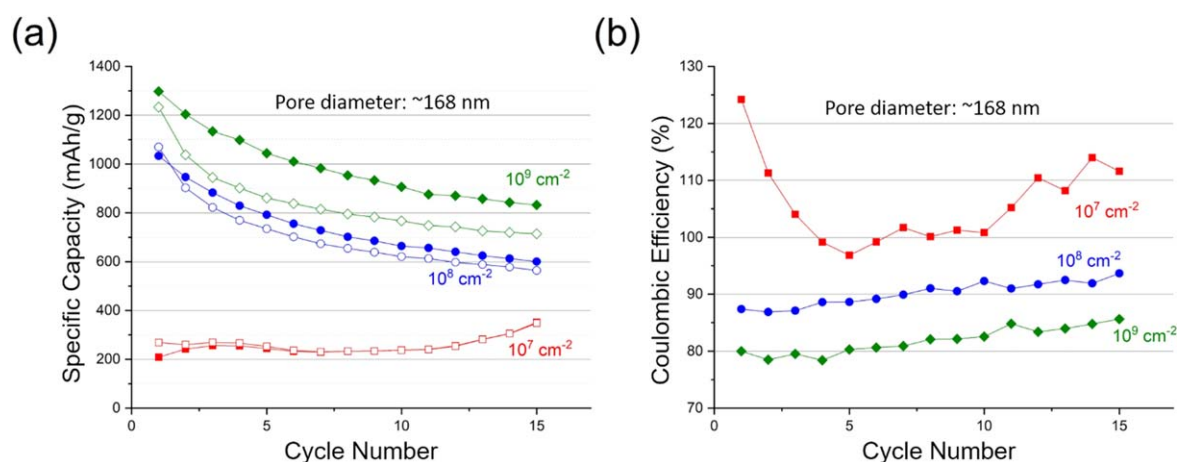 (a)
Specific Capacity (mAh/g)
1400
1200
1000
800
600
400
200
0
Pore diameter: ~168 nm
10⁹ cm⁻²
10⁸ cm⁻²
10⁷ cm⁻²
5
10
15
Cycle Number
(b)
Coulombic Efficiency (%)
130
120
110
100
90
80
70
Pore diameter: ~168 nm
10⁷ cm⁻²
10⁸ cm⁻²
10⁹ cm⁻²
5
10
15
Cycle Number